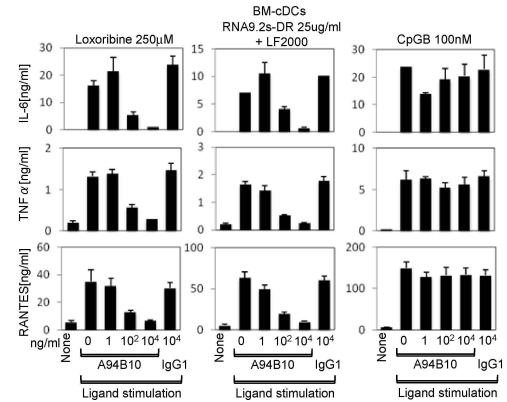 BM-cDCs
Loxoribine 250μM
RNA9.2s-DR 25ug/ml
+ LF2000
CpGB 100nM
IL-6[ng/ml]
30
20
10
0
15
10
5
0
30
20
10
0
TNFα[ng/ml]
2
1
0
3
2
1
0
10
5
0
RANTES[ng/ml]
60
40
20
0
100
50
0
200
100
0
ng/ml
None
0
1
10²
10⁴
10⁴
None
0
1
10²
10⁴
10⁴
None
0
1
10²
10⁴
10⁴
A94B10
IgG1
A94B10
IgG1
A94B10
IgG1
Ligand stimulation
Ligand stimulation
Ligand stimulation